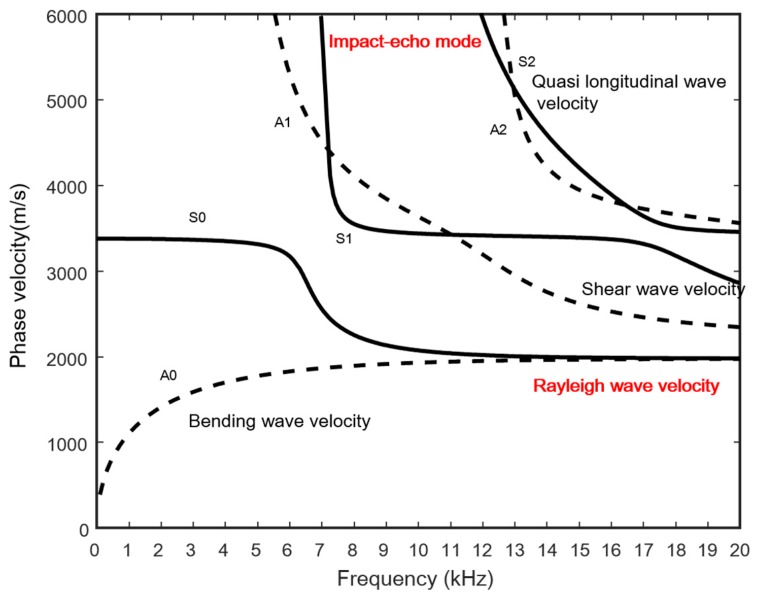 6000
Impact-echo mode
S2
Quasi longitudinal wave
velocity
5000
A1
A2
4000
S0
S1
3000
Shear wave velocity
2000
A0
Rayleigh wave velocity
Bending wave velocity
1000
0
0 1 2 3 4 5 6 7 8 9 10 11 12 13 14 15 16 17 18 19 20
Frequency (kHz)
Phase velocity(m/s)